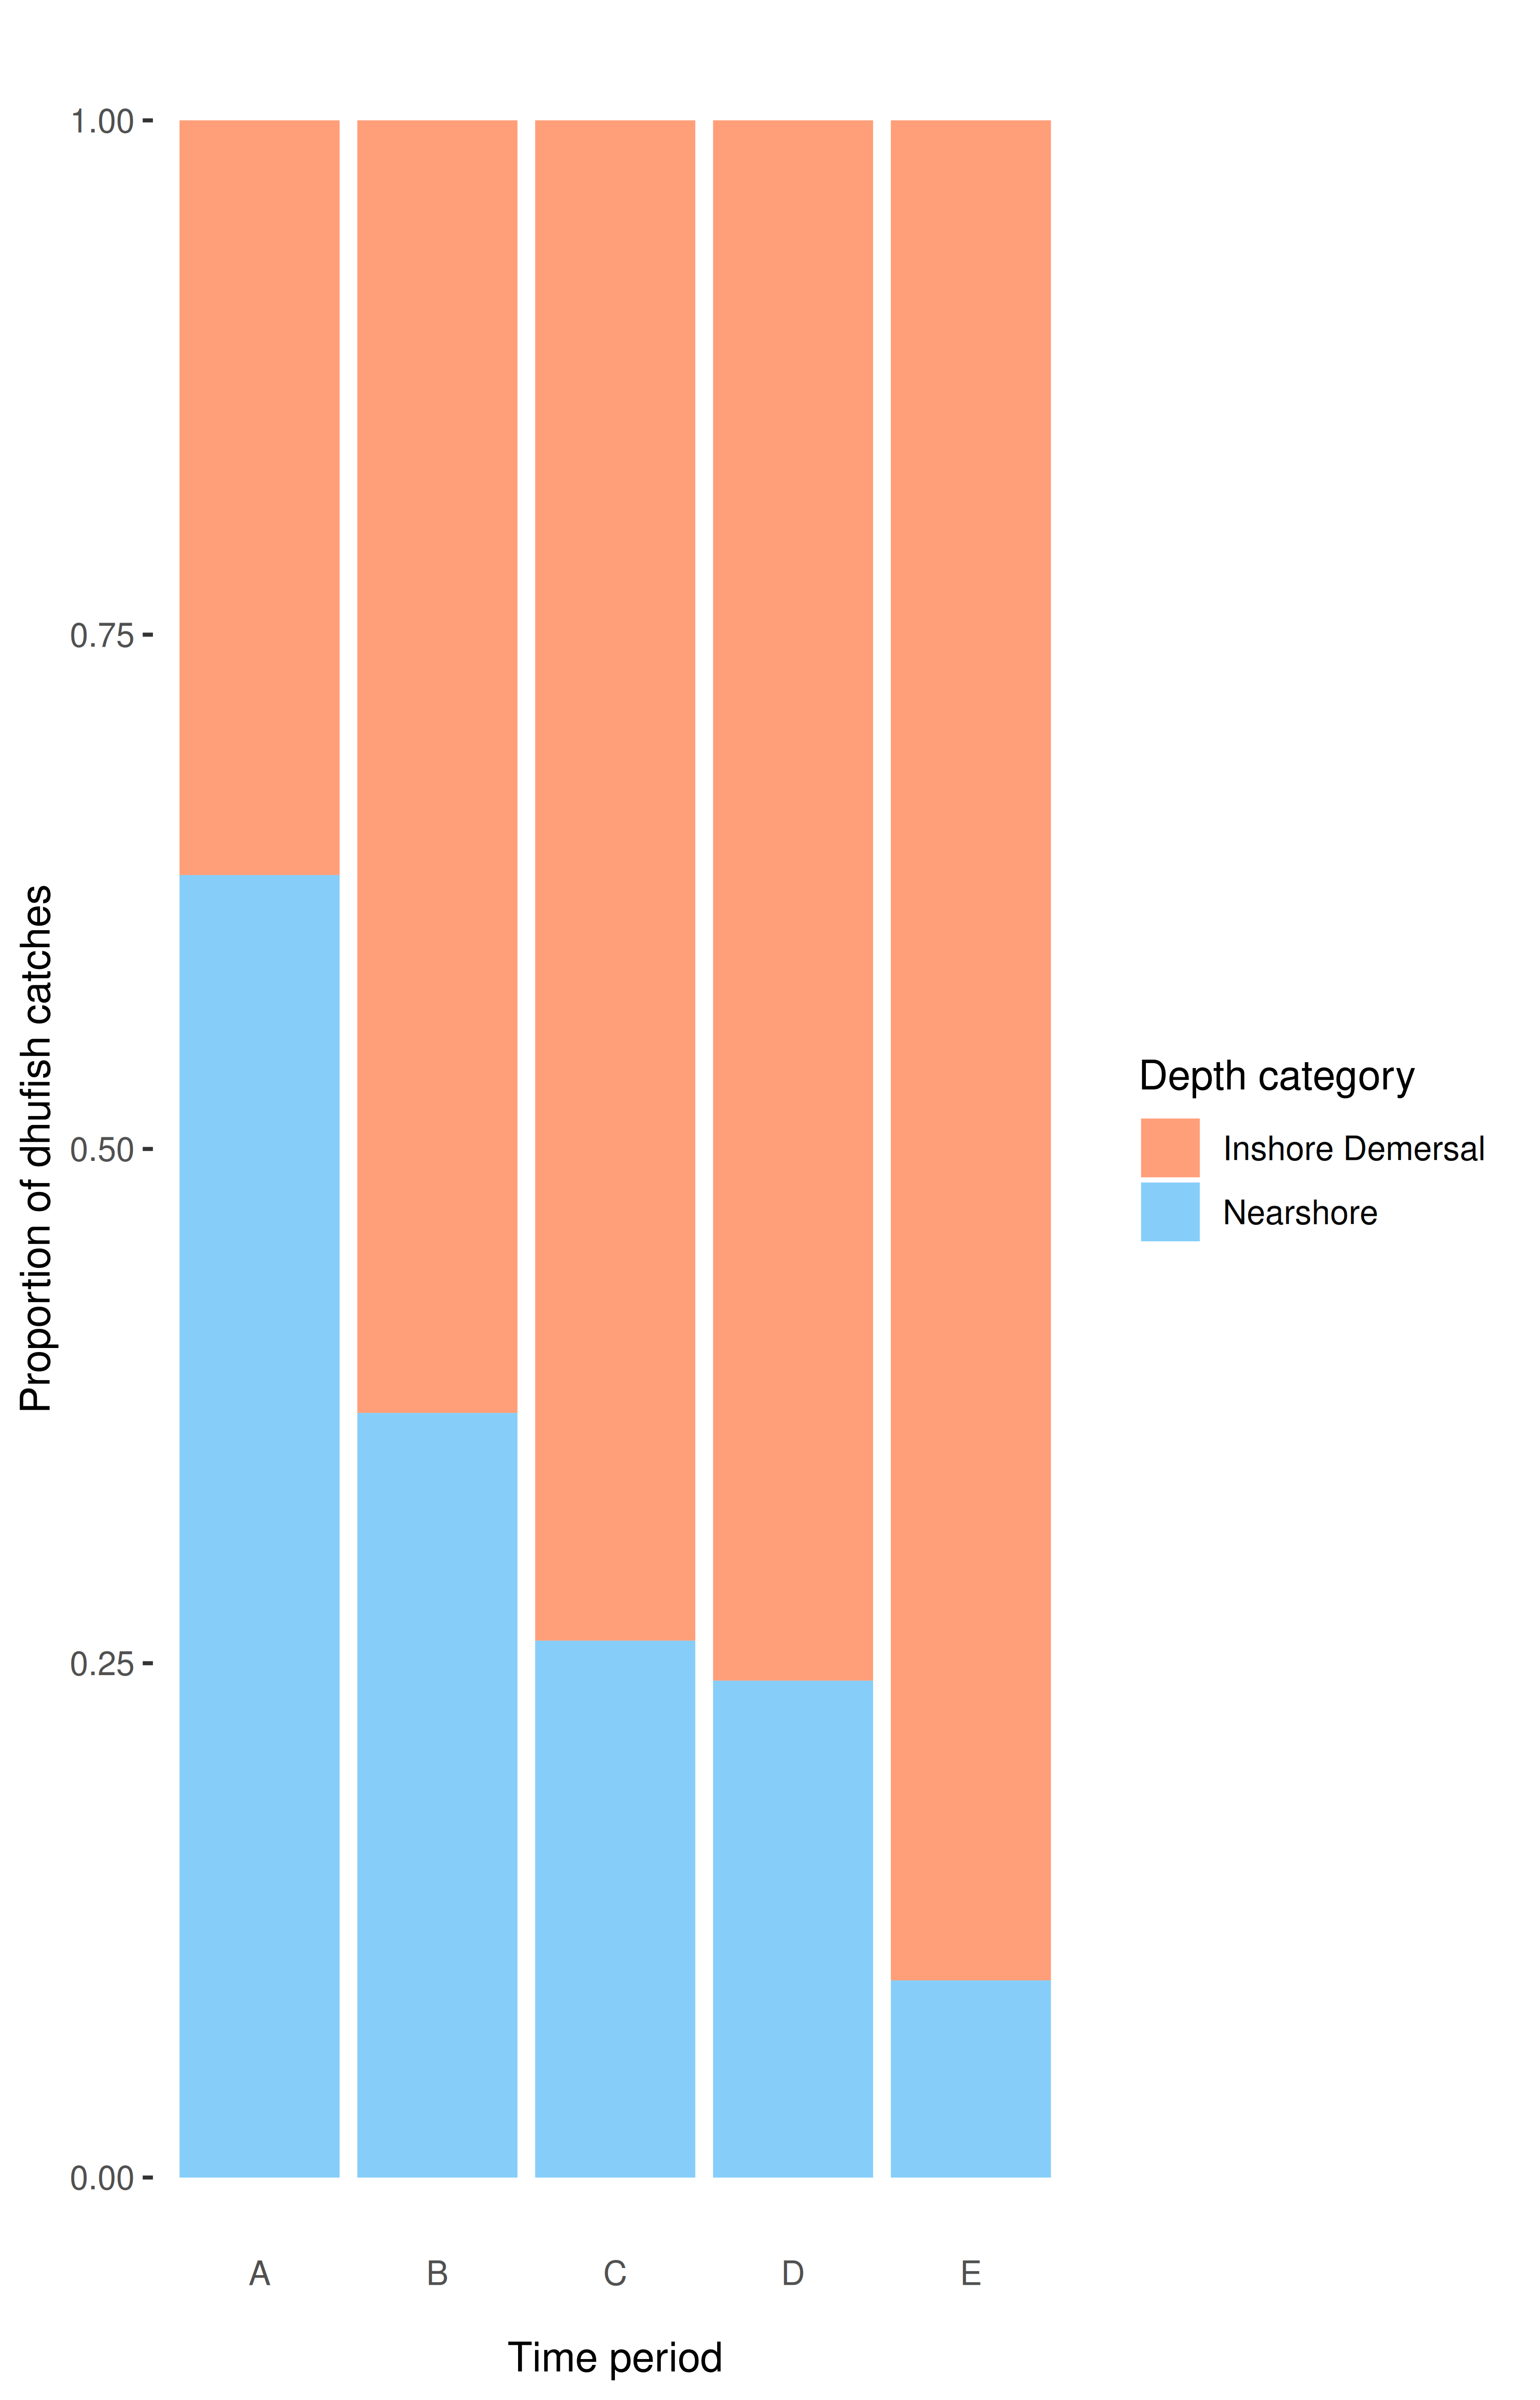 Proportion of dhufish catches
1.00
0.75
0.50
0.25
0.00
A B C D E
Time period
Depth category
Inshore Demersal
Nearshore